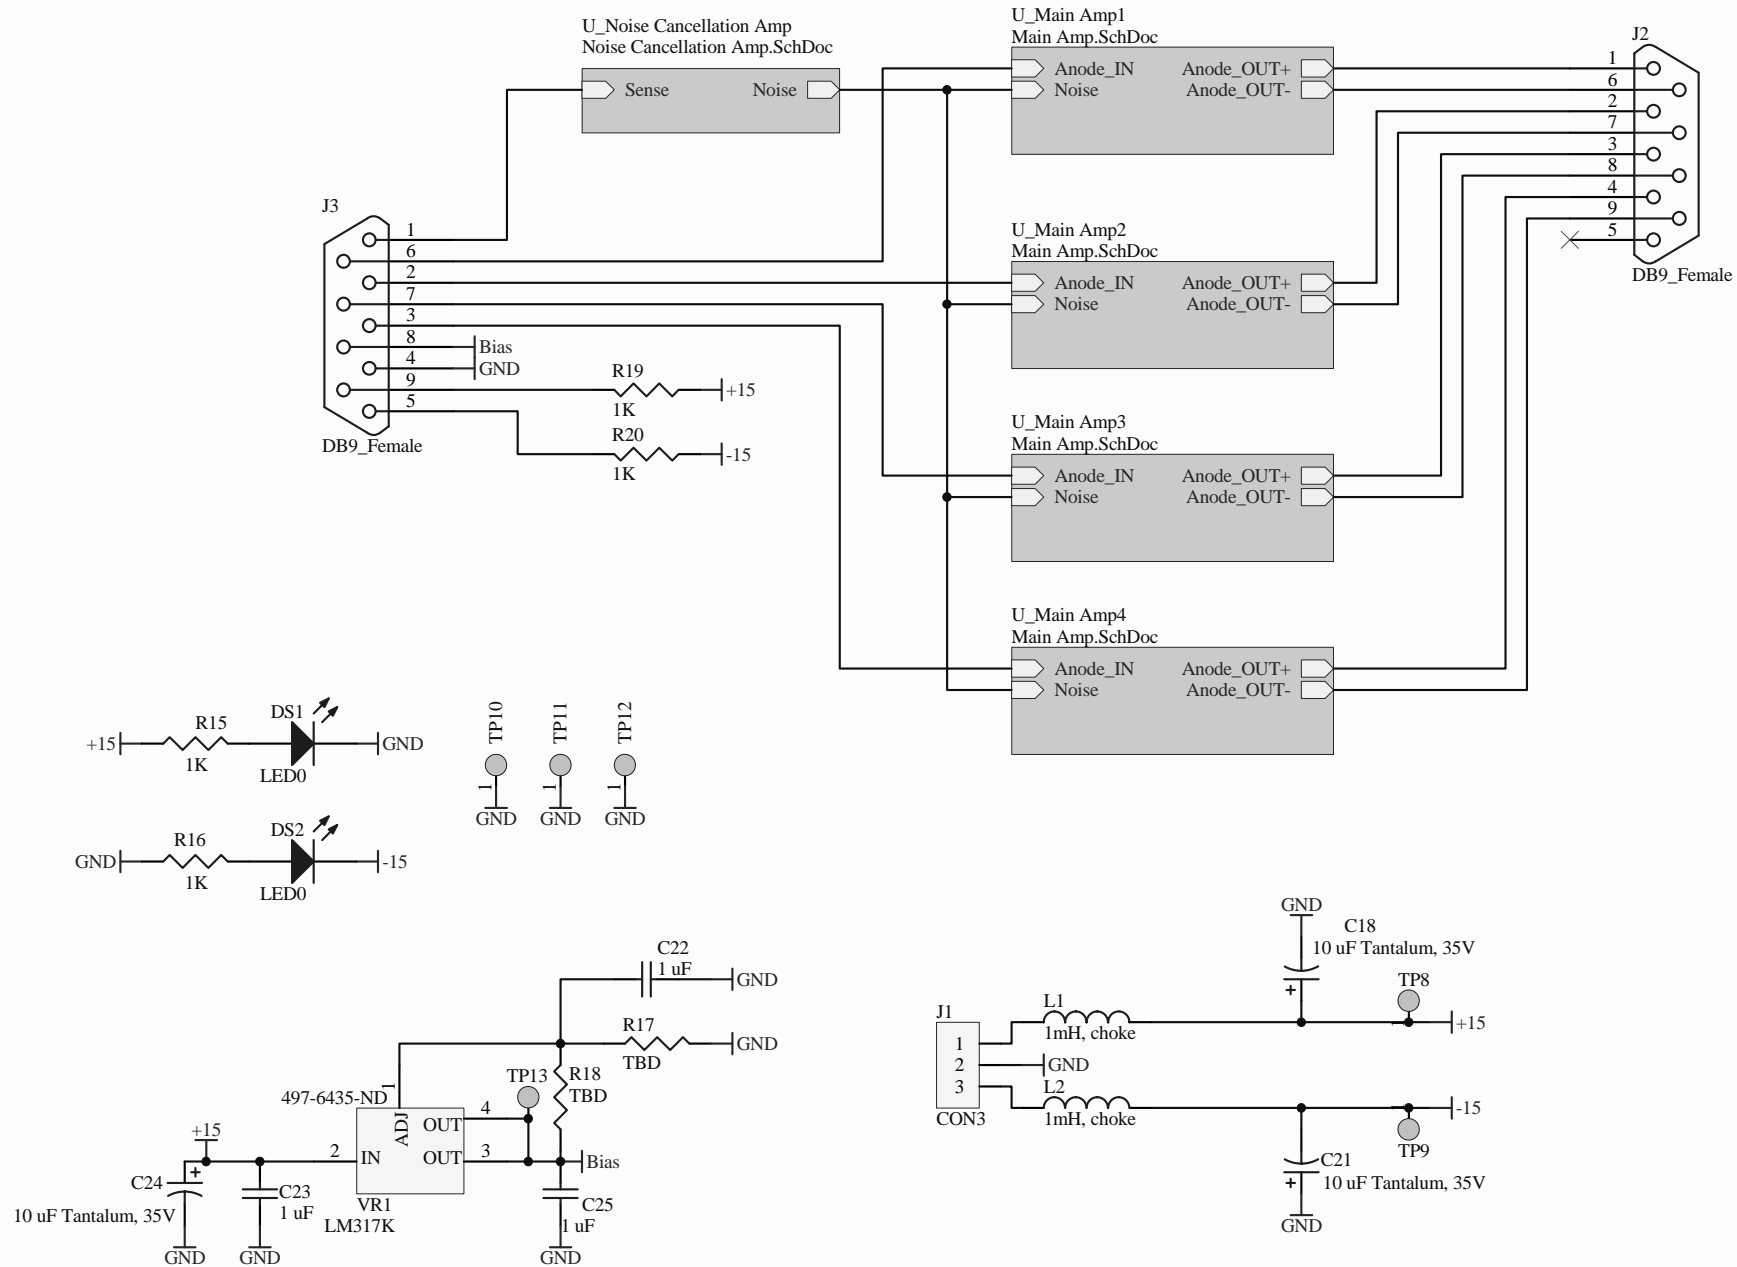 U_Noise Cancellation Amp
Noise Cancellation Amp.SchDoc
Sense
Noise
U_Main Amp1
Main Amp.SchDoc
Anode_IN
Anode_OUT+
Noise
Anode_OUT-
J2
1
6
2
7
3
8
4
9
5
DB9_Female
U_Main Amp2
Main Amp.SchDoc
Anode_IN
Anode_OUT+
Noise
Anode_OUT-
J3
1
6
2
7
3
8
Bias
4
GND
9
5
DB9_Female
R19
1K
+15
R20
1K
-15
U_Main Amp3
Main Amp.SchDoc
Anode_IN
Anode_OUT+
Noise
Anode_OUT-
U_Main Amp4
Main Amp.SchDoc
Anode_IN
Anode_OUT+
Noise
Anode_OUT-
+15
R15
1K
DS1
LED0
GND
GND
R16
1K
DS2
LED0
-15
TP10
1
GND
TP11
1
GND
TP12
1
GND
C22
1 uF
GND
R17
TBD
GND
R18
TBD
TP13
497-6435-ND
1
ADJ
4
OUT
3
OUT
2
IN
Bias
VR1
LM317K
+15
+
C24
10 uF Tantalum, 35V
GND
C23
1 uF
GND
C25
1 uF
GND
J1
1
2
3
CON3
L1
1mH, choke
GND
L2
1mH, choke
GND
C18
10 uF Tantalum, 35V
+
TP8
+15
-15
TP9
C21
10 uF Tantalum, 35V
+
GND